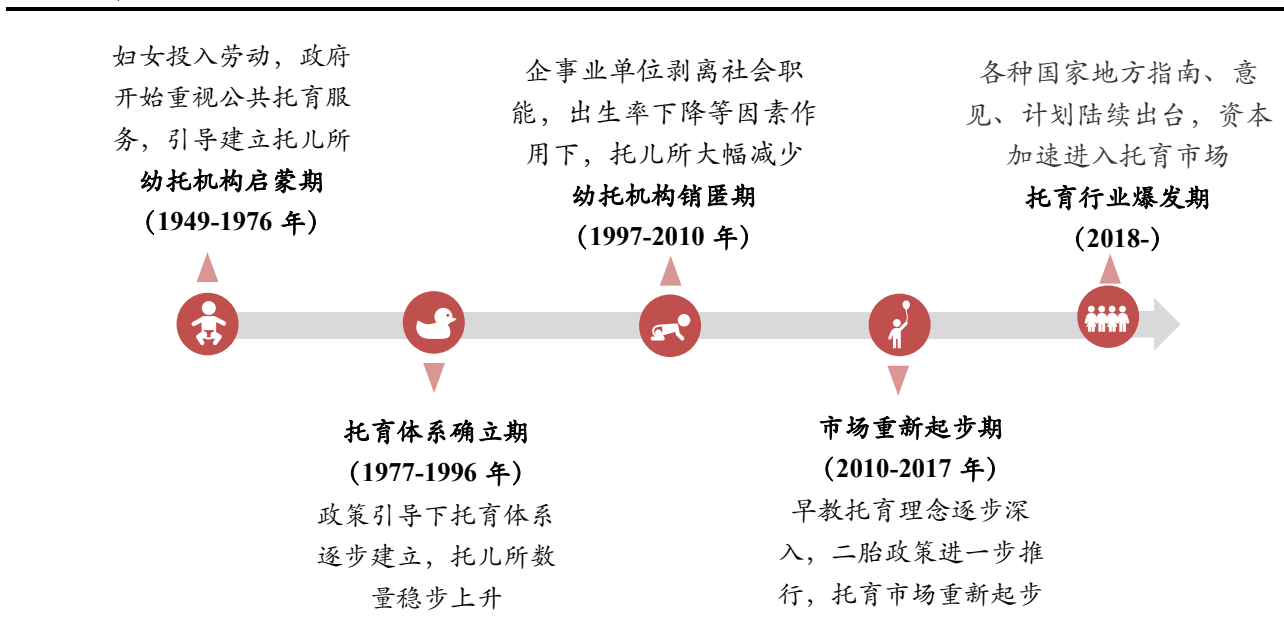 妇女投入劳动，政府
开始重视公共托育服
务，引导建立托儿所
幼托机构启蒙期
（1949-1976 年）
托育体系确立期
（1977-1996 年）
政策引导下托育体系
逐步建立，托儿所数
量稳步上升
企事业单位剥离社会职
能，出生率下降等因素作
用下，托儿所大幅减少
幼托机构销匿期
（1997-2010 年）
市场重新起步期
（2010-2017 年）
早教托育理念逐步深
入，二胎政策进一步推
行，托育市场重新起步
各种国家地方指南、意
见、计划陆续出台，资本
加速进入托育市场
托育行业爆发期
（2018-）